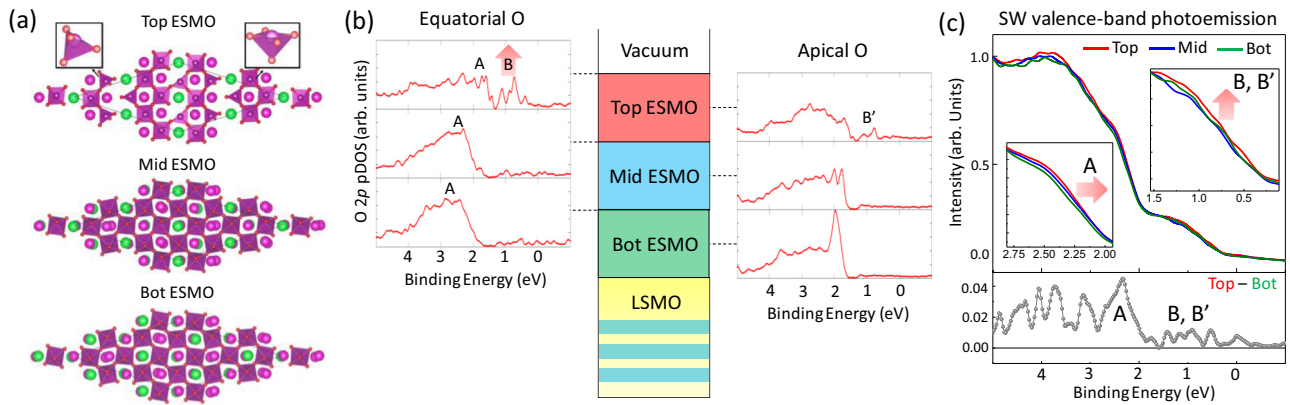 (a)
Top ESMO
Mid ESMO
Bot ESMO
(b)
Equatorial O
A
B
A
A
O 2p pDOS (arb. units)
4 3 2 1 0
Binding Energy (eV)
Vacuum
Top ESMO
Mid ESMO
Bot ESMO
LSMO
Apical O
B'
5 4 3 2 1 0
Binding Energy (eV)
(c)
SW valence-band photoemission
Top Mid Bot
Intensity (arb. Units)
1.0
0.5
0.0
B, B'
1.5 1.0 0.5
A
2.75 2.50 2.25 2.00
Top – Bot
0.04
0.02
0.00
A
B, B'
4 3 2 1 0
Binding Energy (eV)